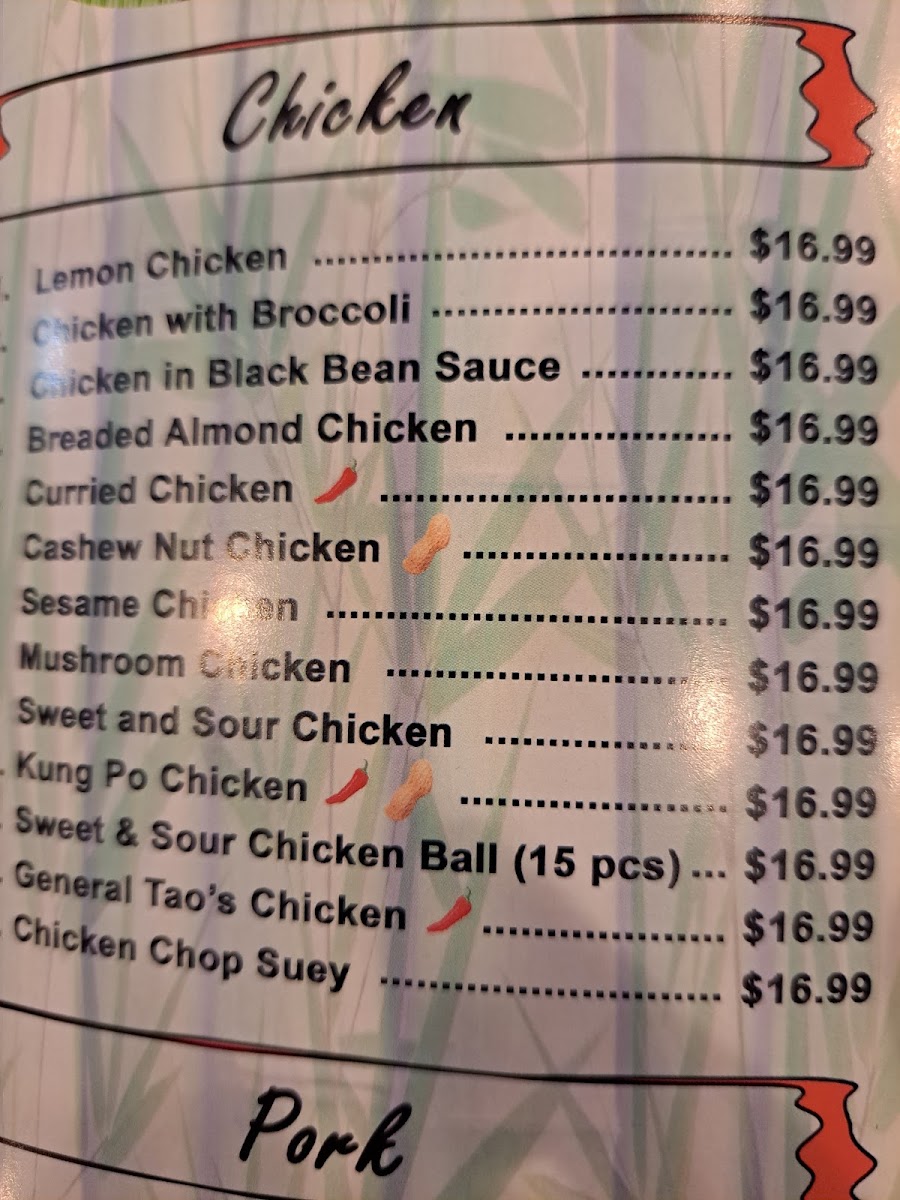 Chicken
Lemon Chicken ........................................ $16.99
Chicken with Broccoli ............................. $16.99
Chicken in Black Bean Sauce ............ $16.99
Breaded Almond Chicken .................. $16.99
Curried Chicken ............................ $16.99
Cashew Nut Chicken ..................... $16.99
Sesame Chicken ................................ $16.99
Mushroom Chicken ........................... $16.99
Sweet and Sour Chicken ................... $16.99
Kung Po Chicken ..................... $16.99
Sweet & Sour Chicken Ball (15 pcs) ... $16.99
General Tao's Chicken ................... $16.99
Chicken Chop Suey ........................... $16.99
Pork